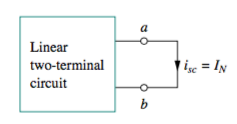 a
Linear
two-terminal
circuit
i_sc = I_N
b